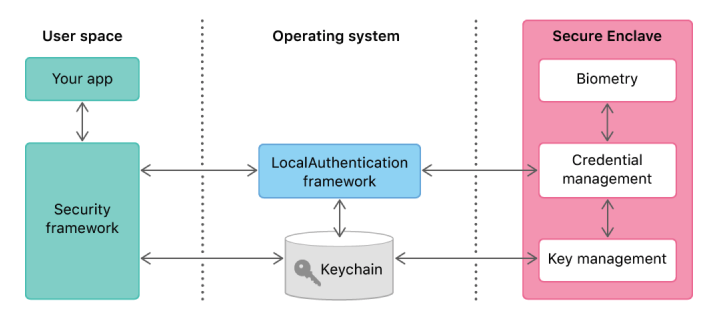 User space
Operating system
Secure Enclave
Your app
Biometry
LocalAuthentication
framework
Credential
management
Security
framework
Keychain
Key management